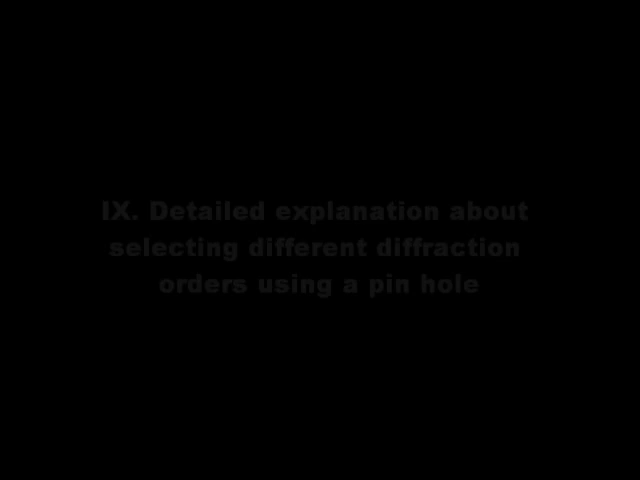 IX. Detailed explanation about
selecting different diffraction
orders using a pin hole